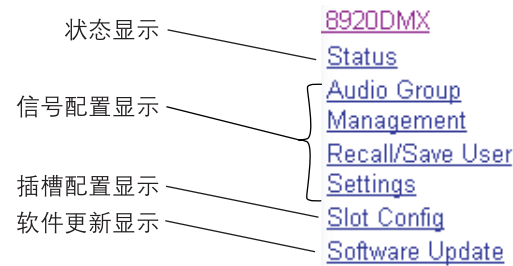 8920DMX
状态显示
Status
信号配置显示
Audio Group
Management
Recall/Save User
Settings
插槽配置显示
Slot Config
软件更新显示
Software Update